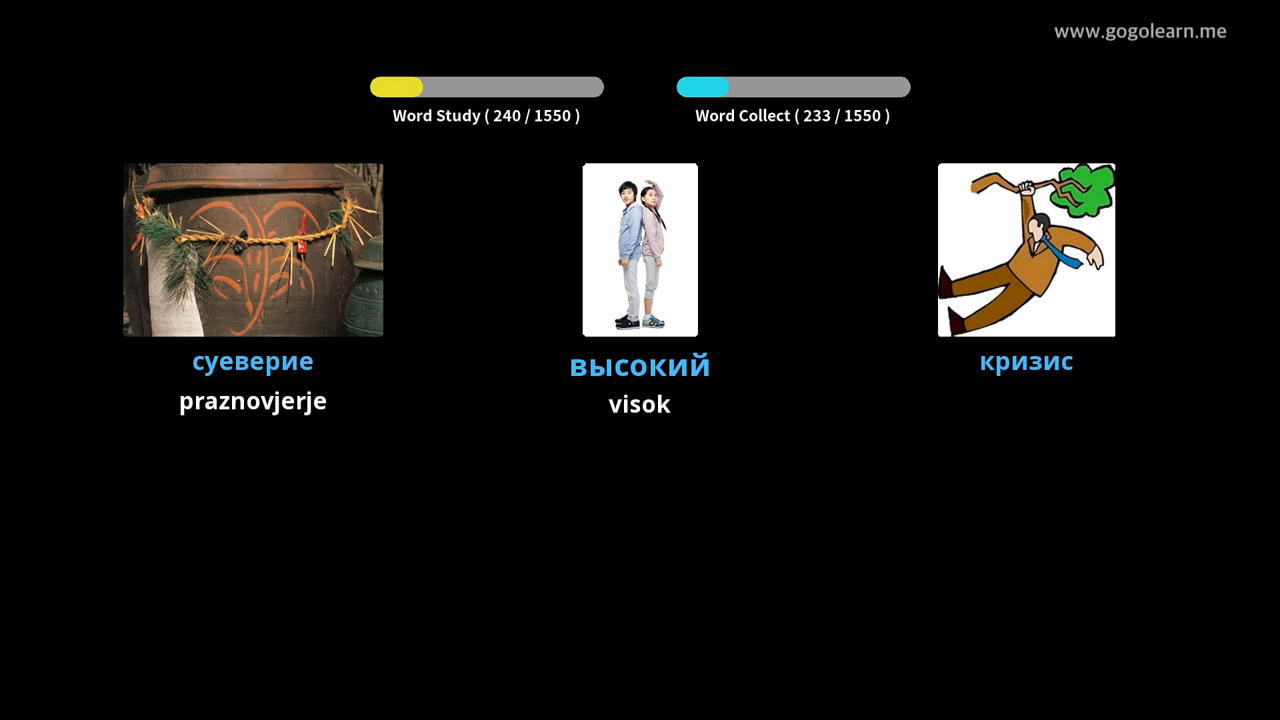 www.gogolearn.me
Word Study ( 240 / 1550 )
Word Collect ( 233 / 1550 )
суеверие
praznovjerje
высокий
visok
кризис